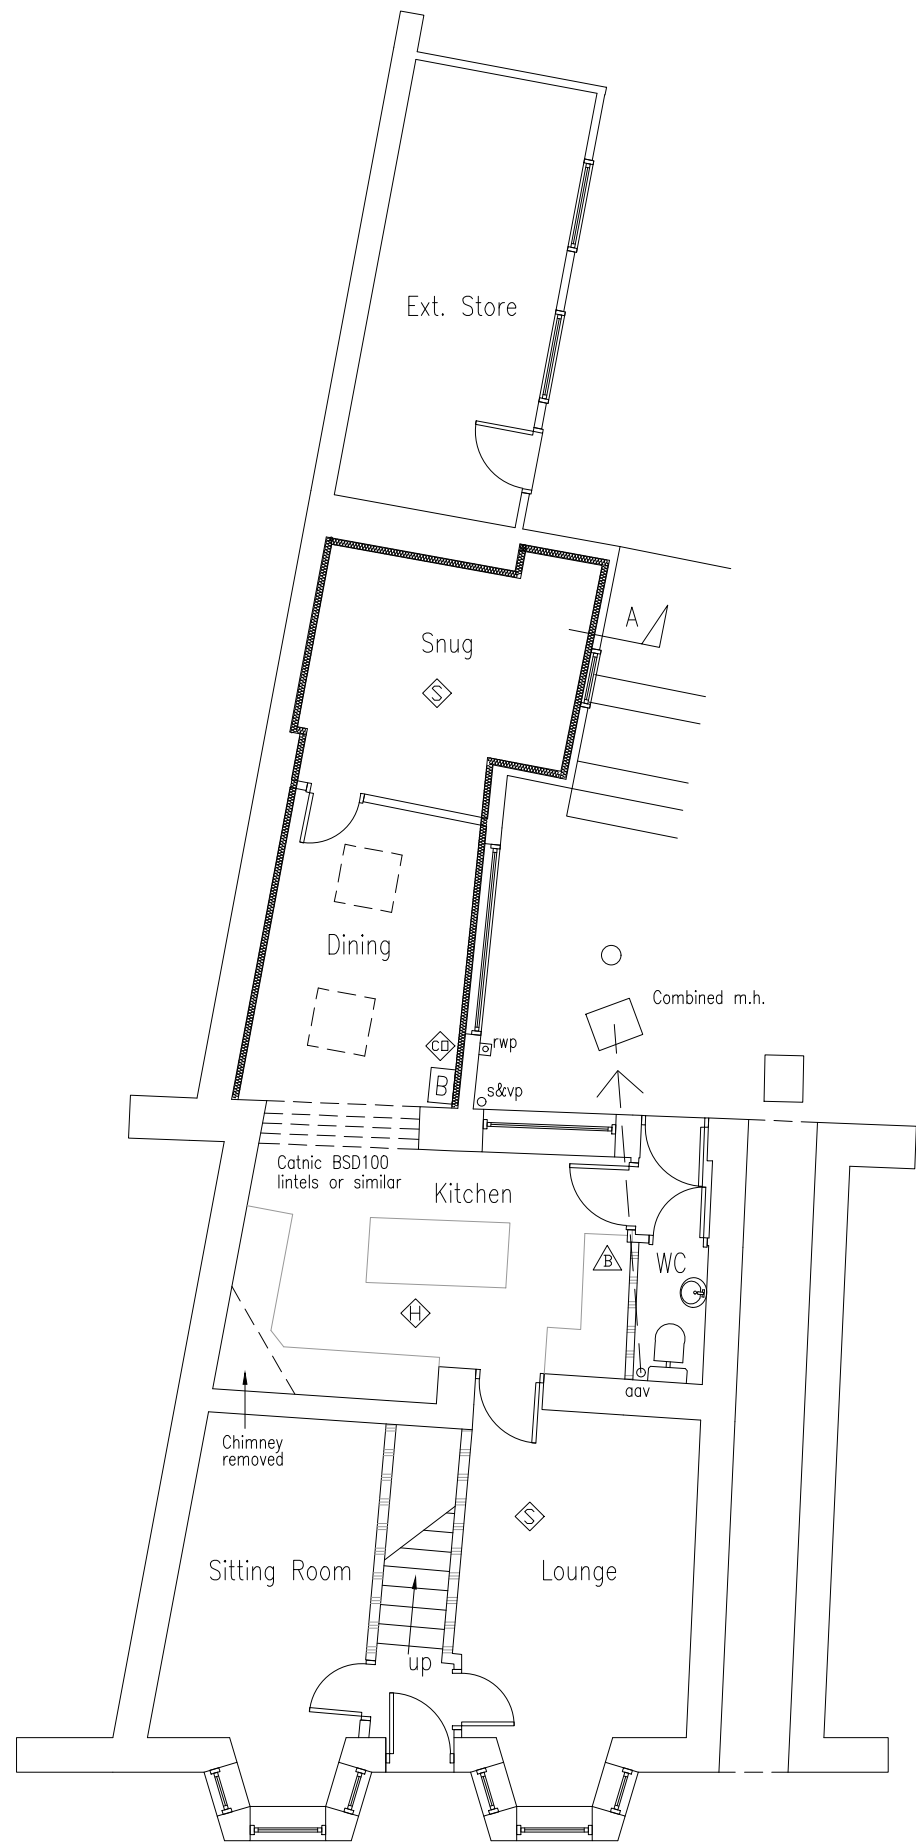 Ext. Store
A
Snug
S
Dining
Combined m.h.
CO
rwp
B
s&vp
Catnic BSD100
lintels or similar
Kitchen
B
WC
H
aav
Chimney
removed
S
Sitting Room
Lounge
up